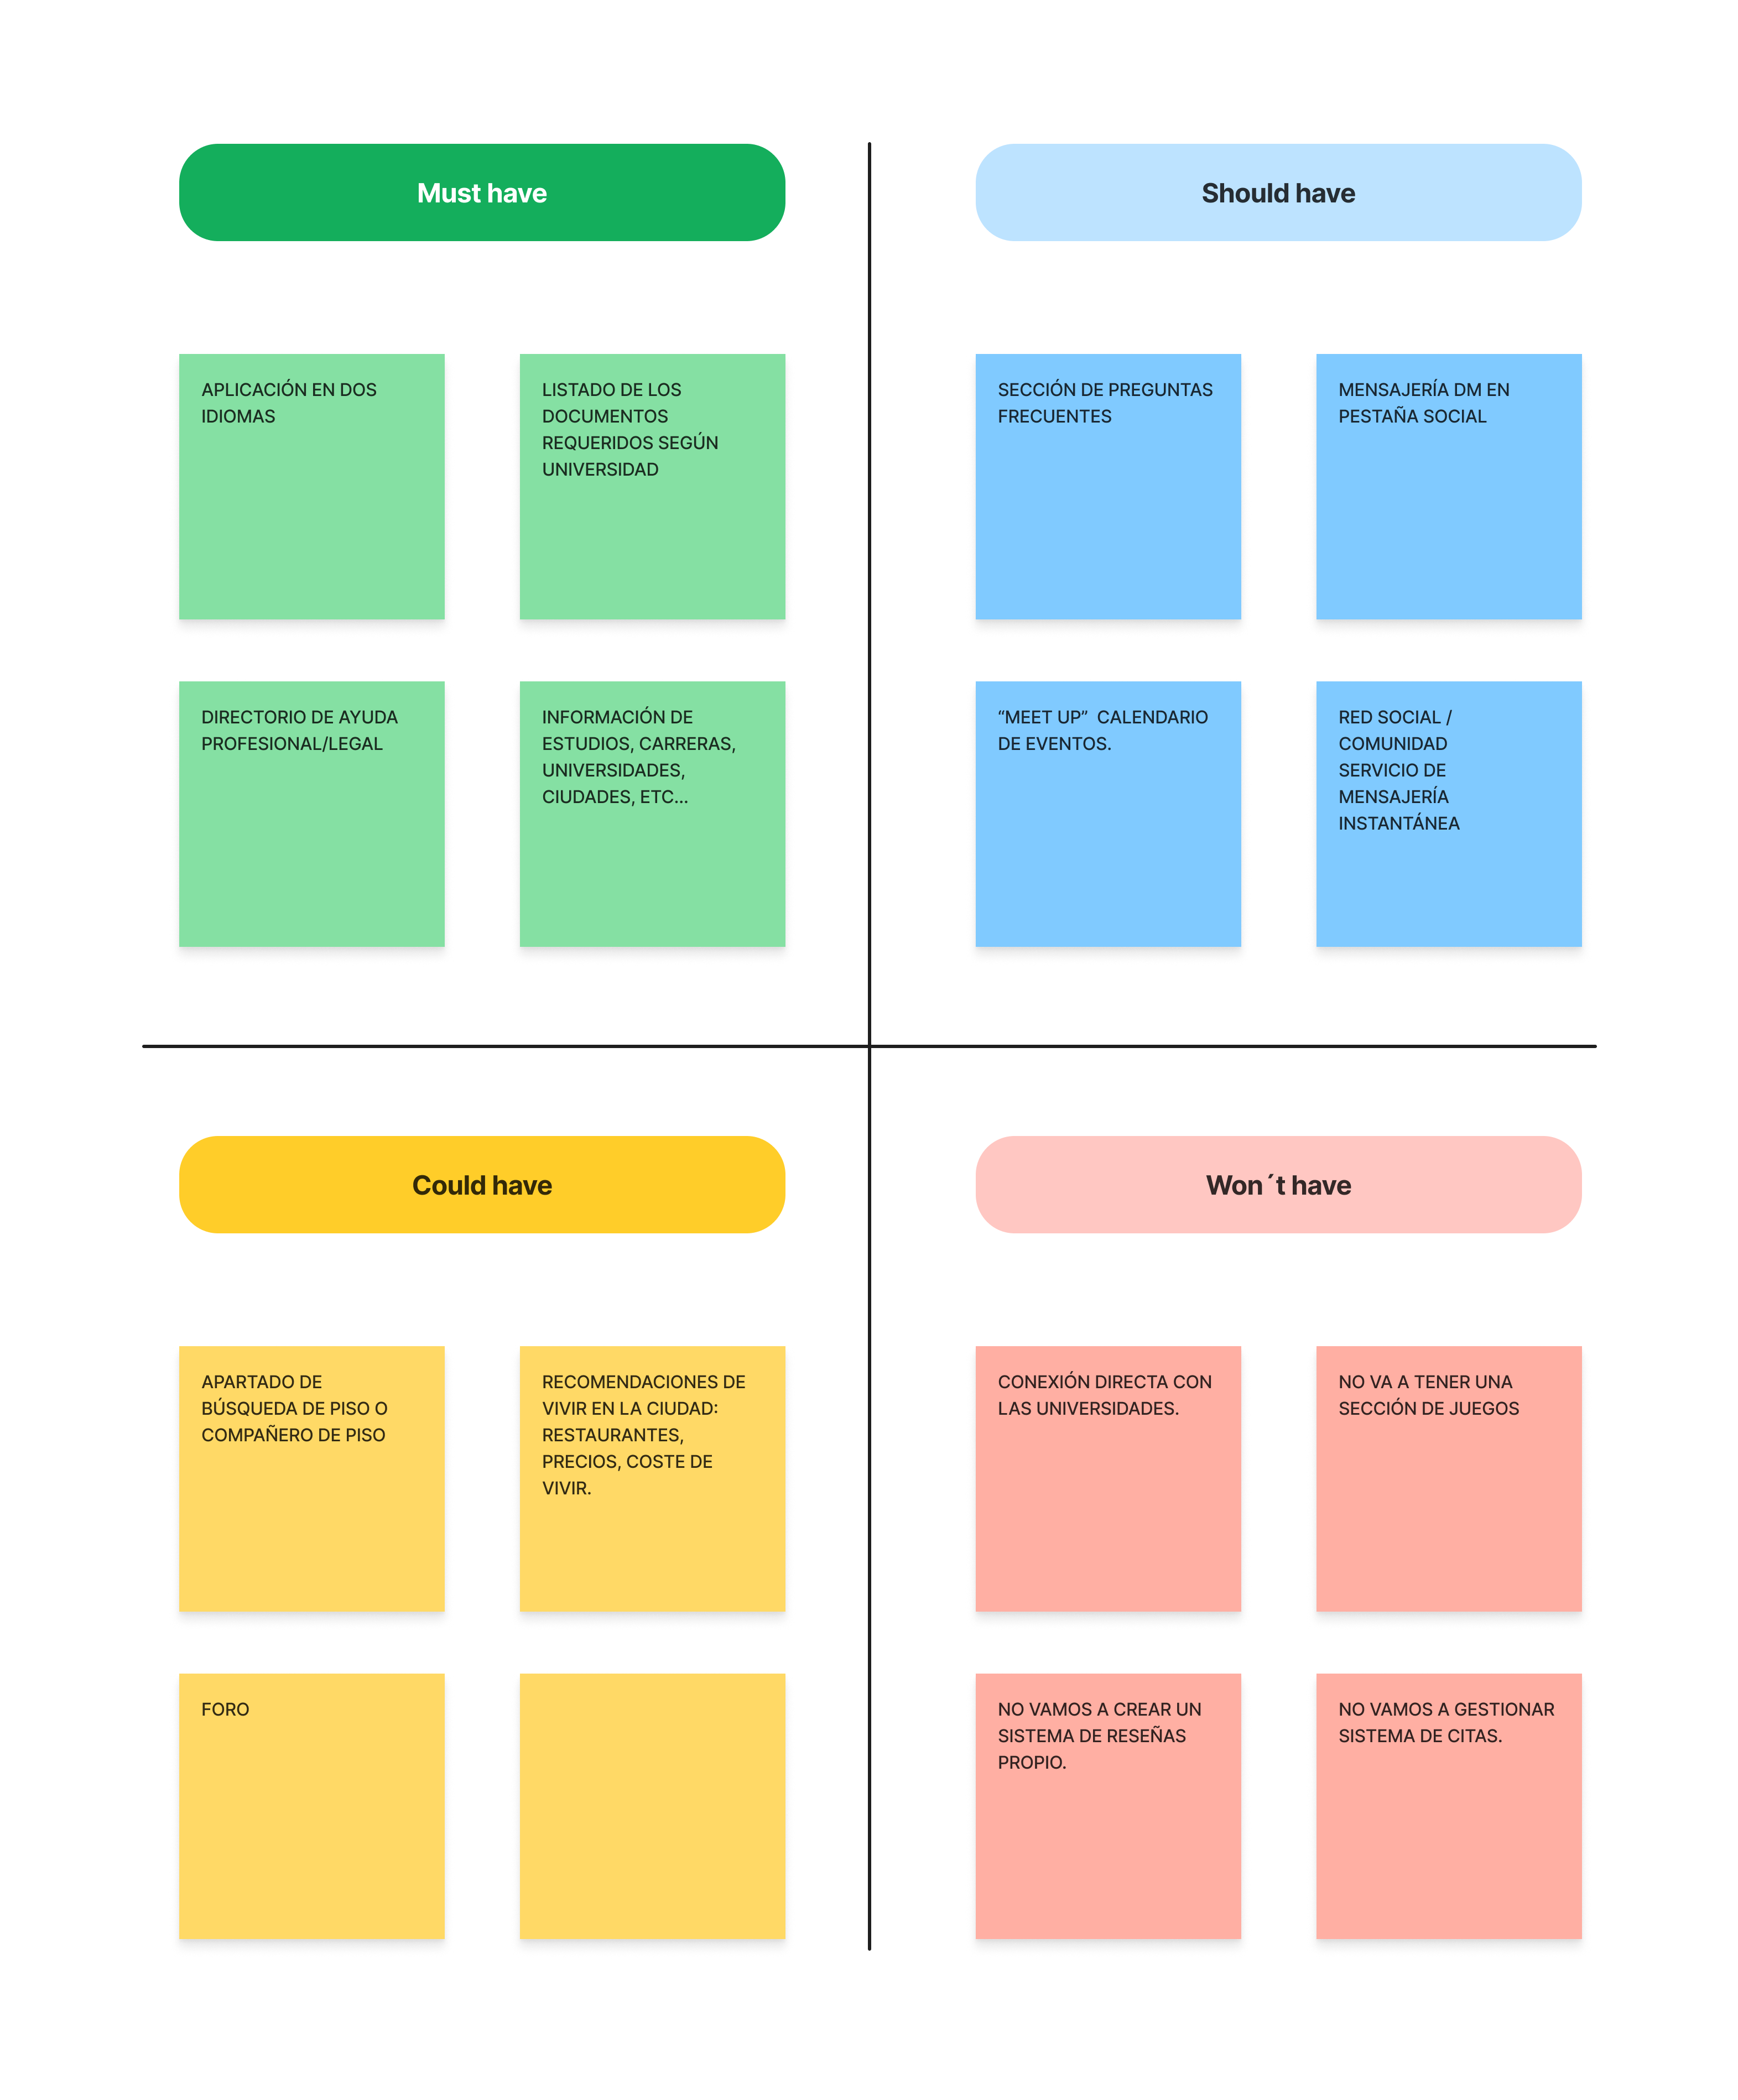 Must have
APLICACIÓN EN DOS
IDIOMAS
LISTADO DE LOS
DOCUMENTOS
REQUERIDOS SEGÚN
UNIVERSIDAD
DIRECTORIO DE AYUDA
PROFESIONAL/LEGAL
INFORMACIÓN DE
ESTUDIOS, CARRERAS,
UNIVERSIDADES,
CIUDADES, ETC...
Should have
SECCIÓN DE PREGUNTAS
FRECUENTES
MENSAJERÍA DM EN
PESTAÑA SOCIAL
“MEET UP”  CALENDARIO
DE EVENTOS.
RED SOCIAL /
COMUNIDAD
SERVICIO DE
MENSAJERÍA
INSTANTÁNEA
Could have
APARTADO DE
BÚSQUEDA DE PISO O
COMPAÑERO DE PISO
RECOMENDACIONES DE
VIVIR EN LA CIUDAD:
RESTAURANTES,
PRECIOS, COSTE DE
VIVIR.
FORO
Won´t have
CONEXIÓN DIRECTA CON
LAS UNIVERSIDADES.
NO VA A TENER UNA
SECCIÓN DE JUEGOS
NO VAMOS A CREAR UN
SISTEMA DE RESEÑAS
PROPIO.
NO VAMOS A GESTIONAR
SISTEMA DE CITAS.